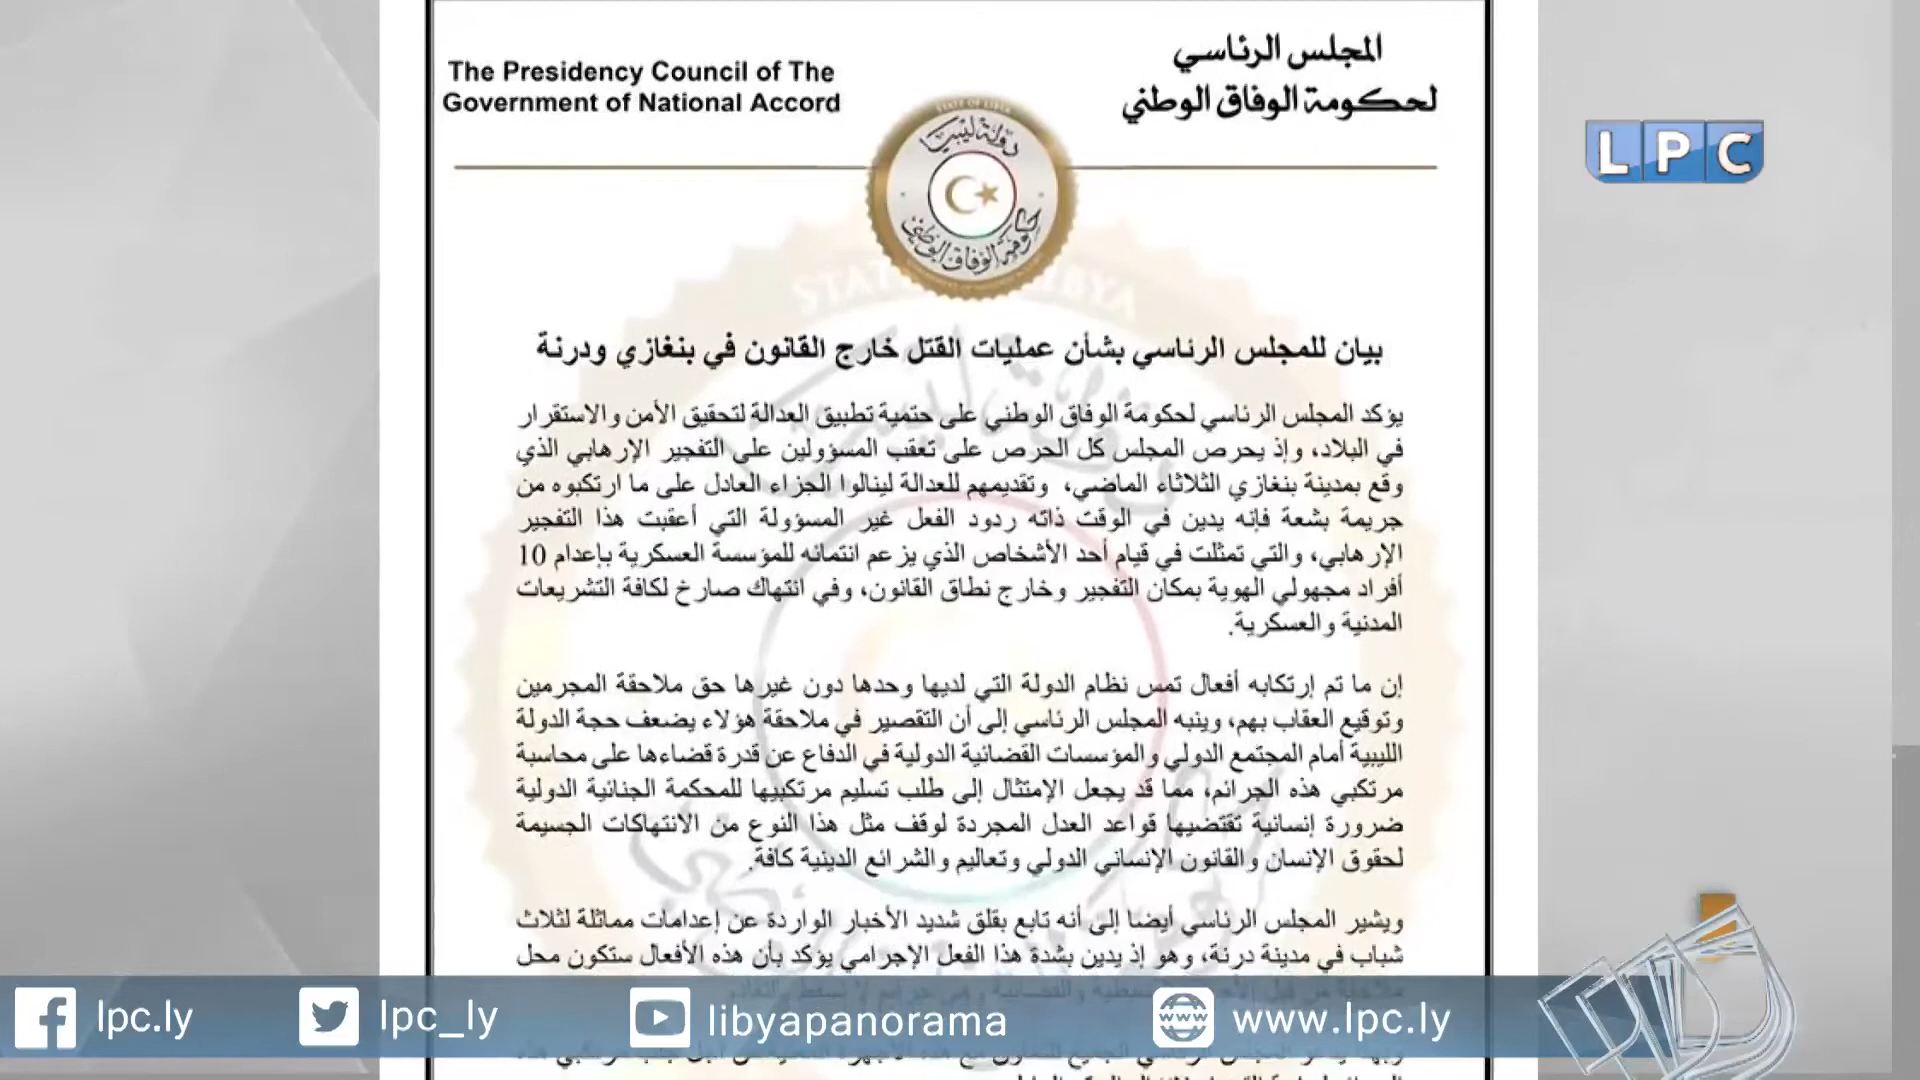 The Presidency Council of The
Government of National Accord
المجلس الرئاسي
لحكومة الوفاق الوطني
LPC
STATE OF LIBYA
دولة ليبيا
حكومة الوفاق الوطني
بيان للمجلس الرئاسي بشأن عمليات القتل خارج القانون في بنغازي ودرنة
يؤكد المجلس الرئاسي لحكومة الوفاق الوطني على حتمية تطبيق العدالة لتحقيق الأمن والاستقرار
في البلاد، وإذ يحرص المجلس كل الحرص على تعقب المسؤولين على التفجير الإرهابي الذي
وقع بمدينة بنغازي الثلاثاء الماضي، وتقديمهم للعدالة لينالوا الجزاء العادل على ما ارتكبوه من
جريمة بشعة فإنه يدين في الوقت ذاته ردود الفعل غير المسؤولة التي أعقبت هذا التفجير
الإرهابي، والتي تمثلت في قيام أحد الأشخاص الذي يزعم انتمائه للمؤسسة العسكرية بإعدام 10
أفراد مجهولي الهوية بمكان التفجير وخارج نطاق القانون، وفي انتهاك صارخ لكافة التشريعات
المدنية والعسكرية.
إن ما تم إرتكابه أفعال تمس نظام الدولة التي لديها وحدها دون غيرها حق ملاحقة المجرمين
وتوقيع العقاب بهم، وينبه المجلس الرئاسي إلى أن التقصير في ملاحقة هؤلاء يضعف حجة الدولة
الليبية أمام المجتمع الدولي والمؤسسات القضائية الدولية في الدفاع عن قدرة قضاءها على محاسبة
مرتكبي هذه الجرائم، مما قد يجعل الإمتثال إلى طلب تسليم مرتكبيها للمحكمة الجنائية الدولية
ضرورة إنسانية تقتضيها قواعد العدل المجردة لوقف مثل هذا النوع من الانتهاكات الجسيمة
لحقوق الإنسان والقانون الإنساني الدولي وتعاليم والشرائع الدينية كافة.
ويشير المجلس الرئاسي أيضا إلى أنه تابع بقلق شديد الأخبار الواردة عن إعدامات مماثلة لثلاث
شباب في مدينة درنة، وهو إذ يدين بشدة هذا الفعل الإجرامي يؤكد بأن هذه الأفعال ستكون محل
lpc.ly
lpc_ly
libyapanorama
www.lpc.ly